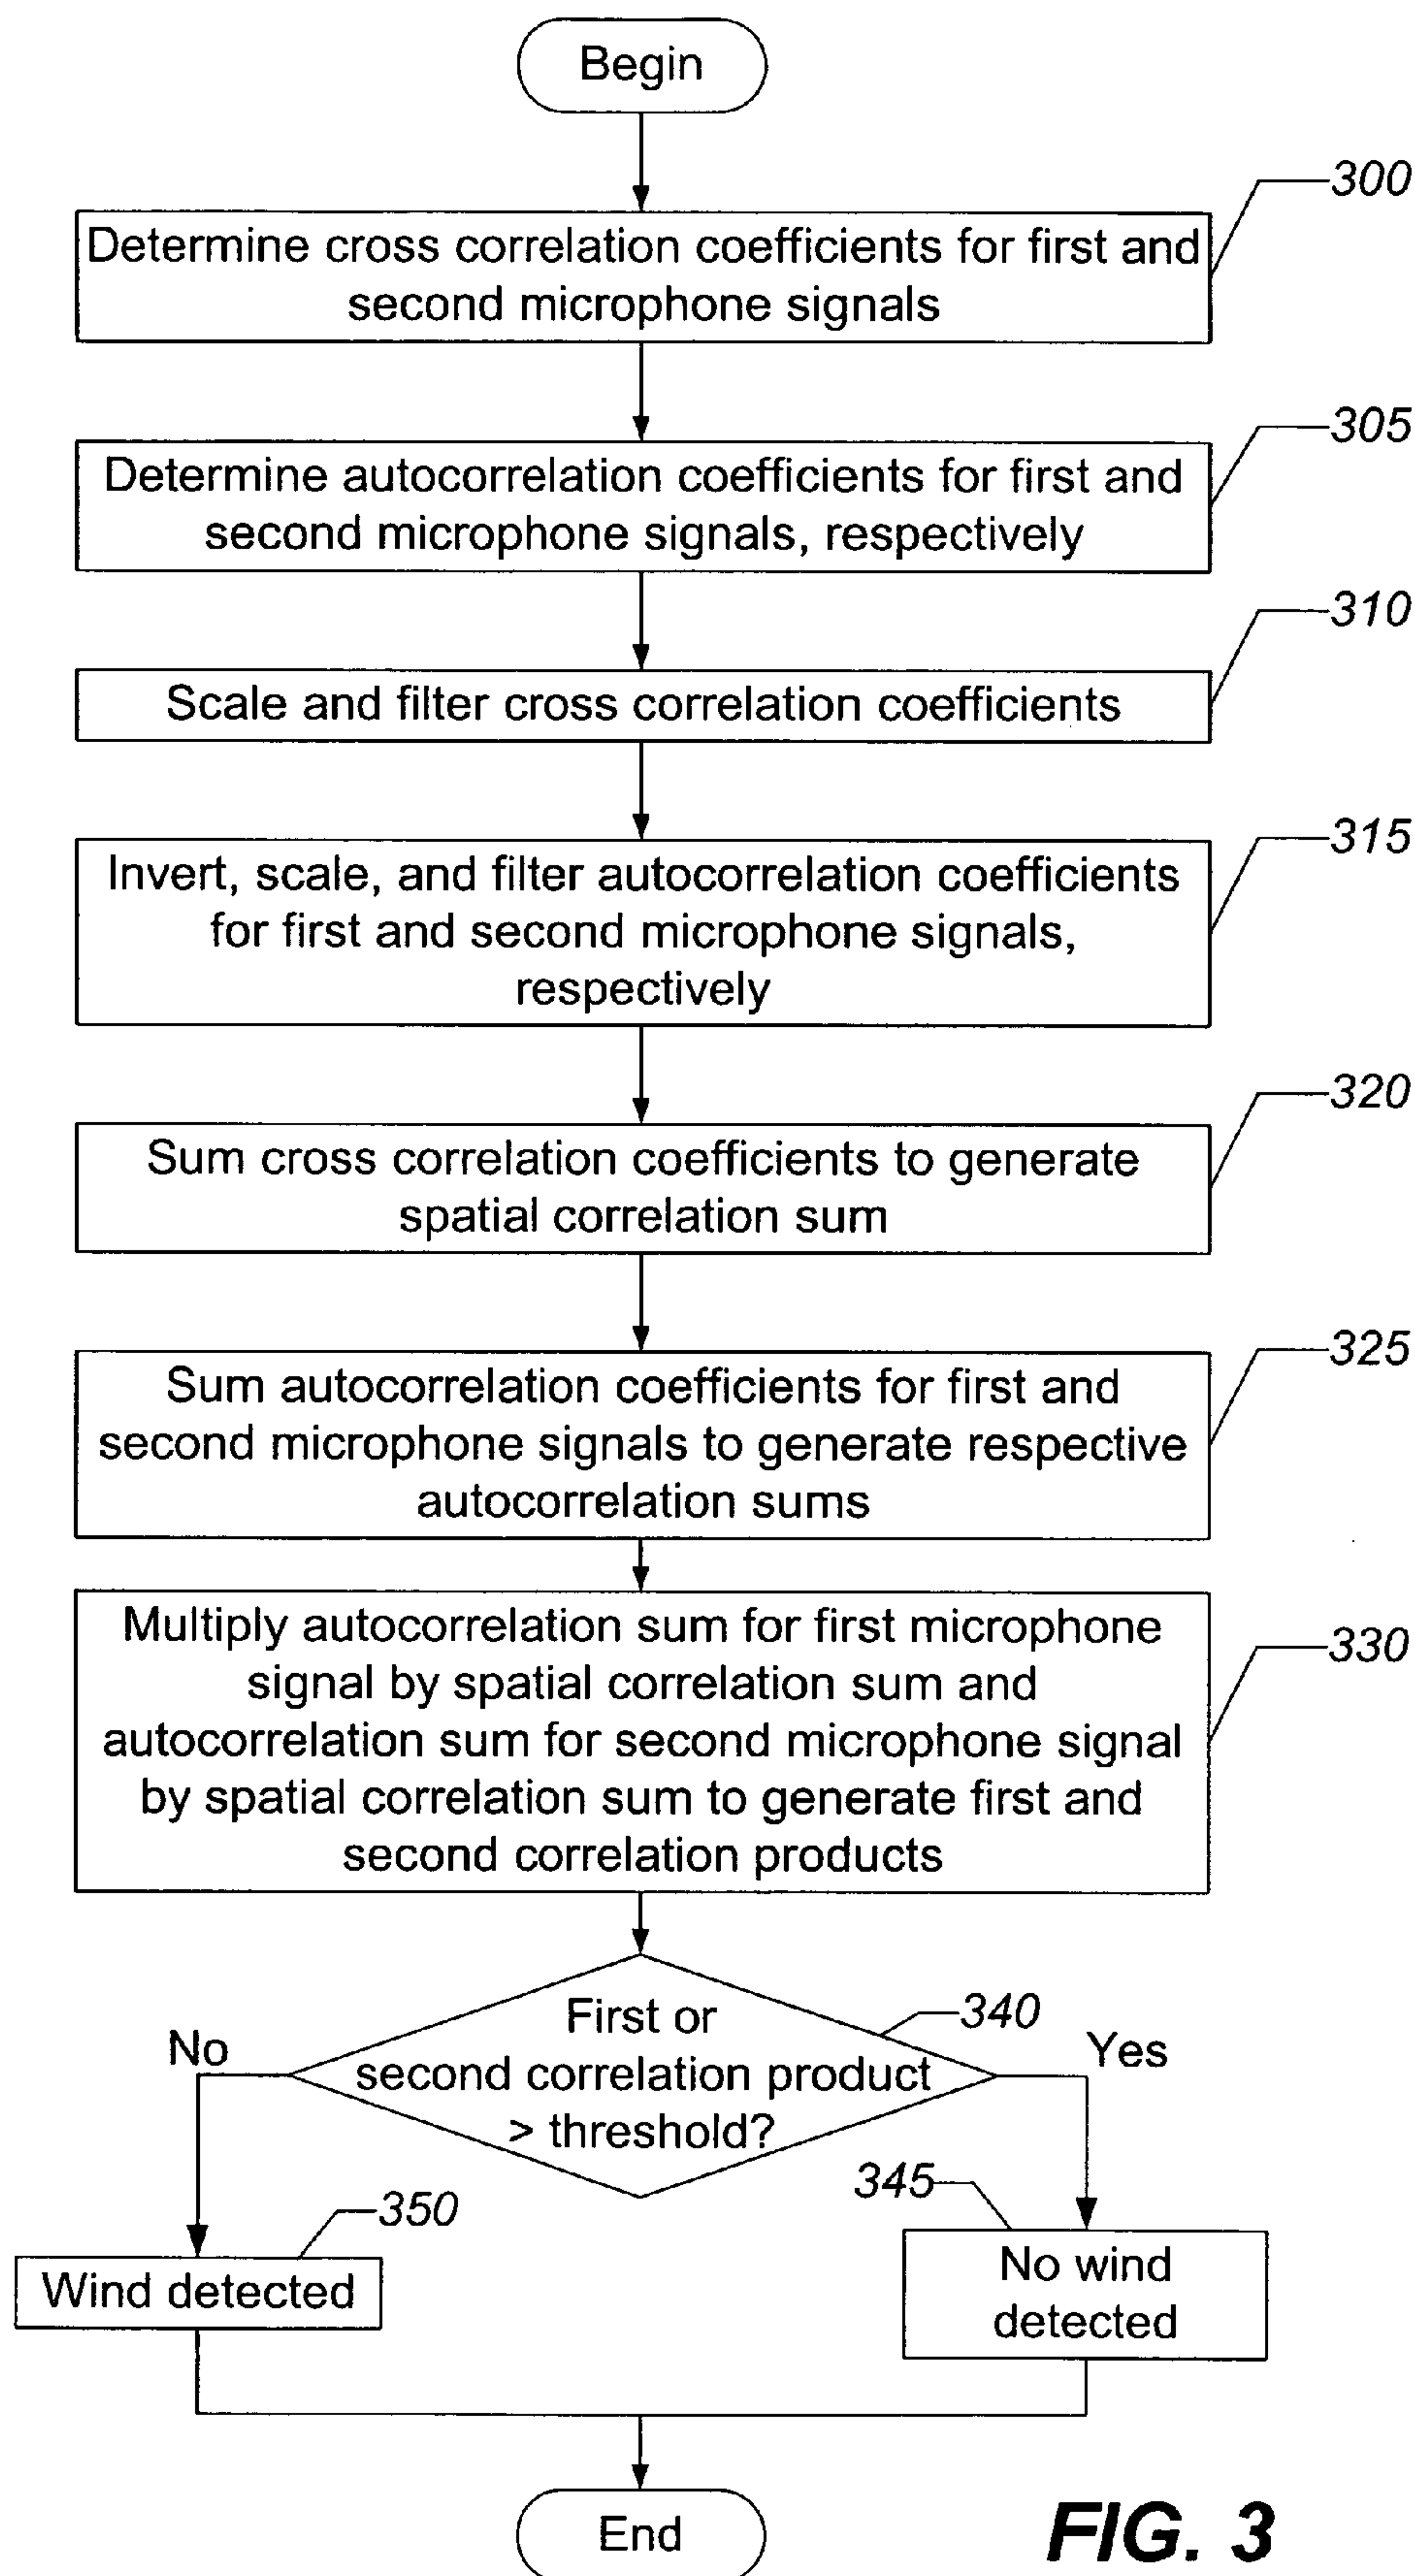 Begin
300
Determine cross correlation coefficients for first and
second microphone signals
305
Determine autocorrelation coefficients for first and
second microphone signals, respectively
310
Scale and filter cross correlation coefficients
315
Invert, scale, and filter autocorrelation coefficients
for first and second microphone signals,
respectively
320
Sum cross correlation coefficients to generate
spatial correlation sum
325
Sum autocorrelation coefficients for first and
second microphone signals to generate respective
autocorrelation sums
330
Multiply autocorrelation sum for first microphone
signal by spatial correlation sum and
autocorrelation sum for second microphone signal
by spatial correlation sum to generate first and
second correlation products
340
First or
second correlation product
> threshold?
No
Yes
345
350
Wind detected
No wind
detected
End
FIG. 3